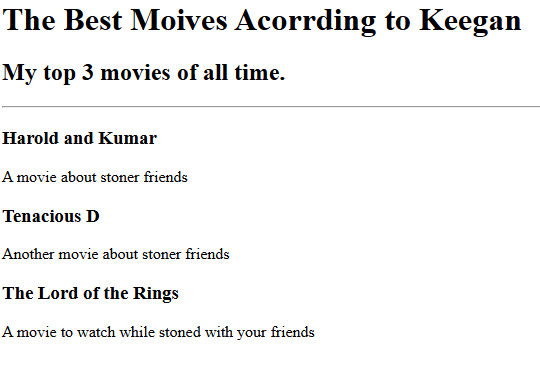 The Best Moives Acorrding to Keegan
My top 3 movies of all time.
Harold and Kumar
A movie about stoner friends
Tenacious D
Another movie about stoner friends
The Lord of the Rings
A movie to watch while stoned with your friends